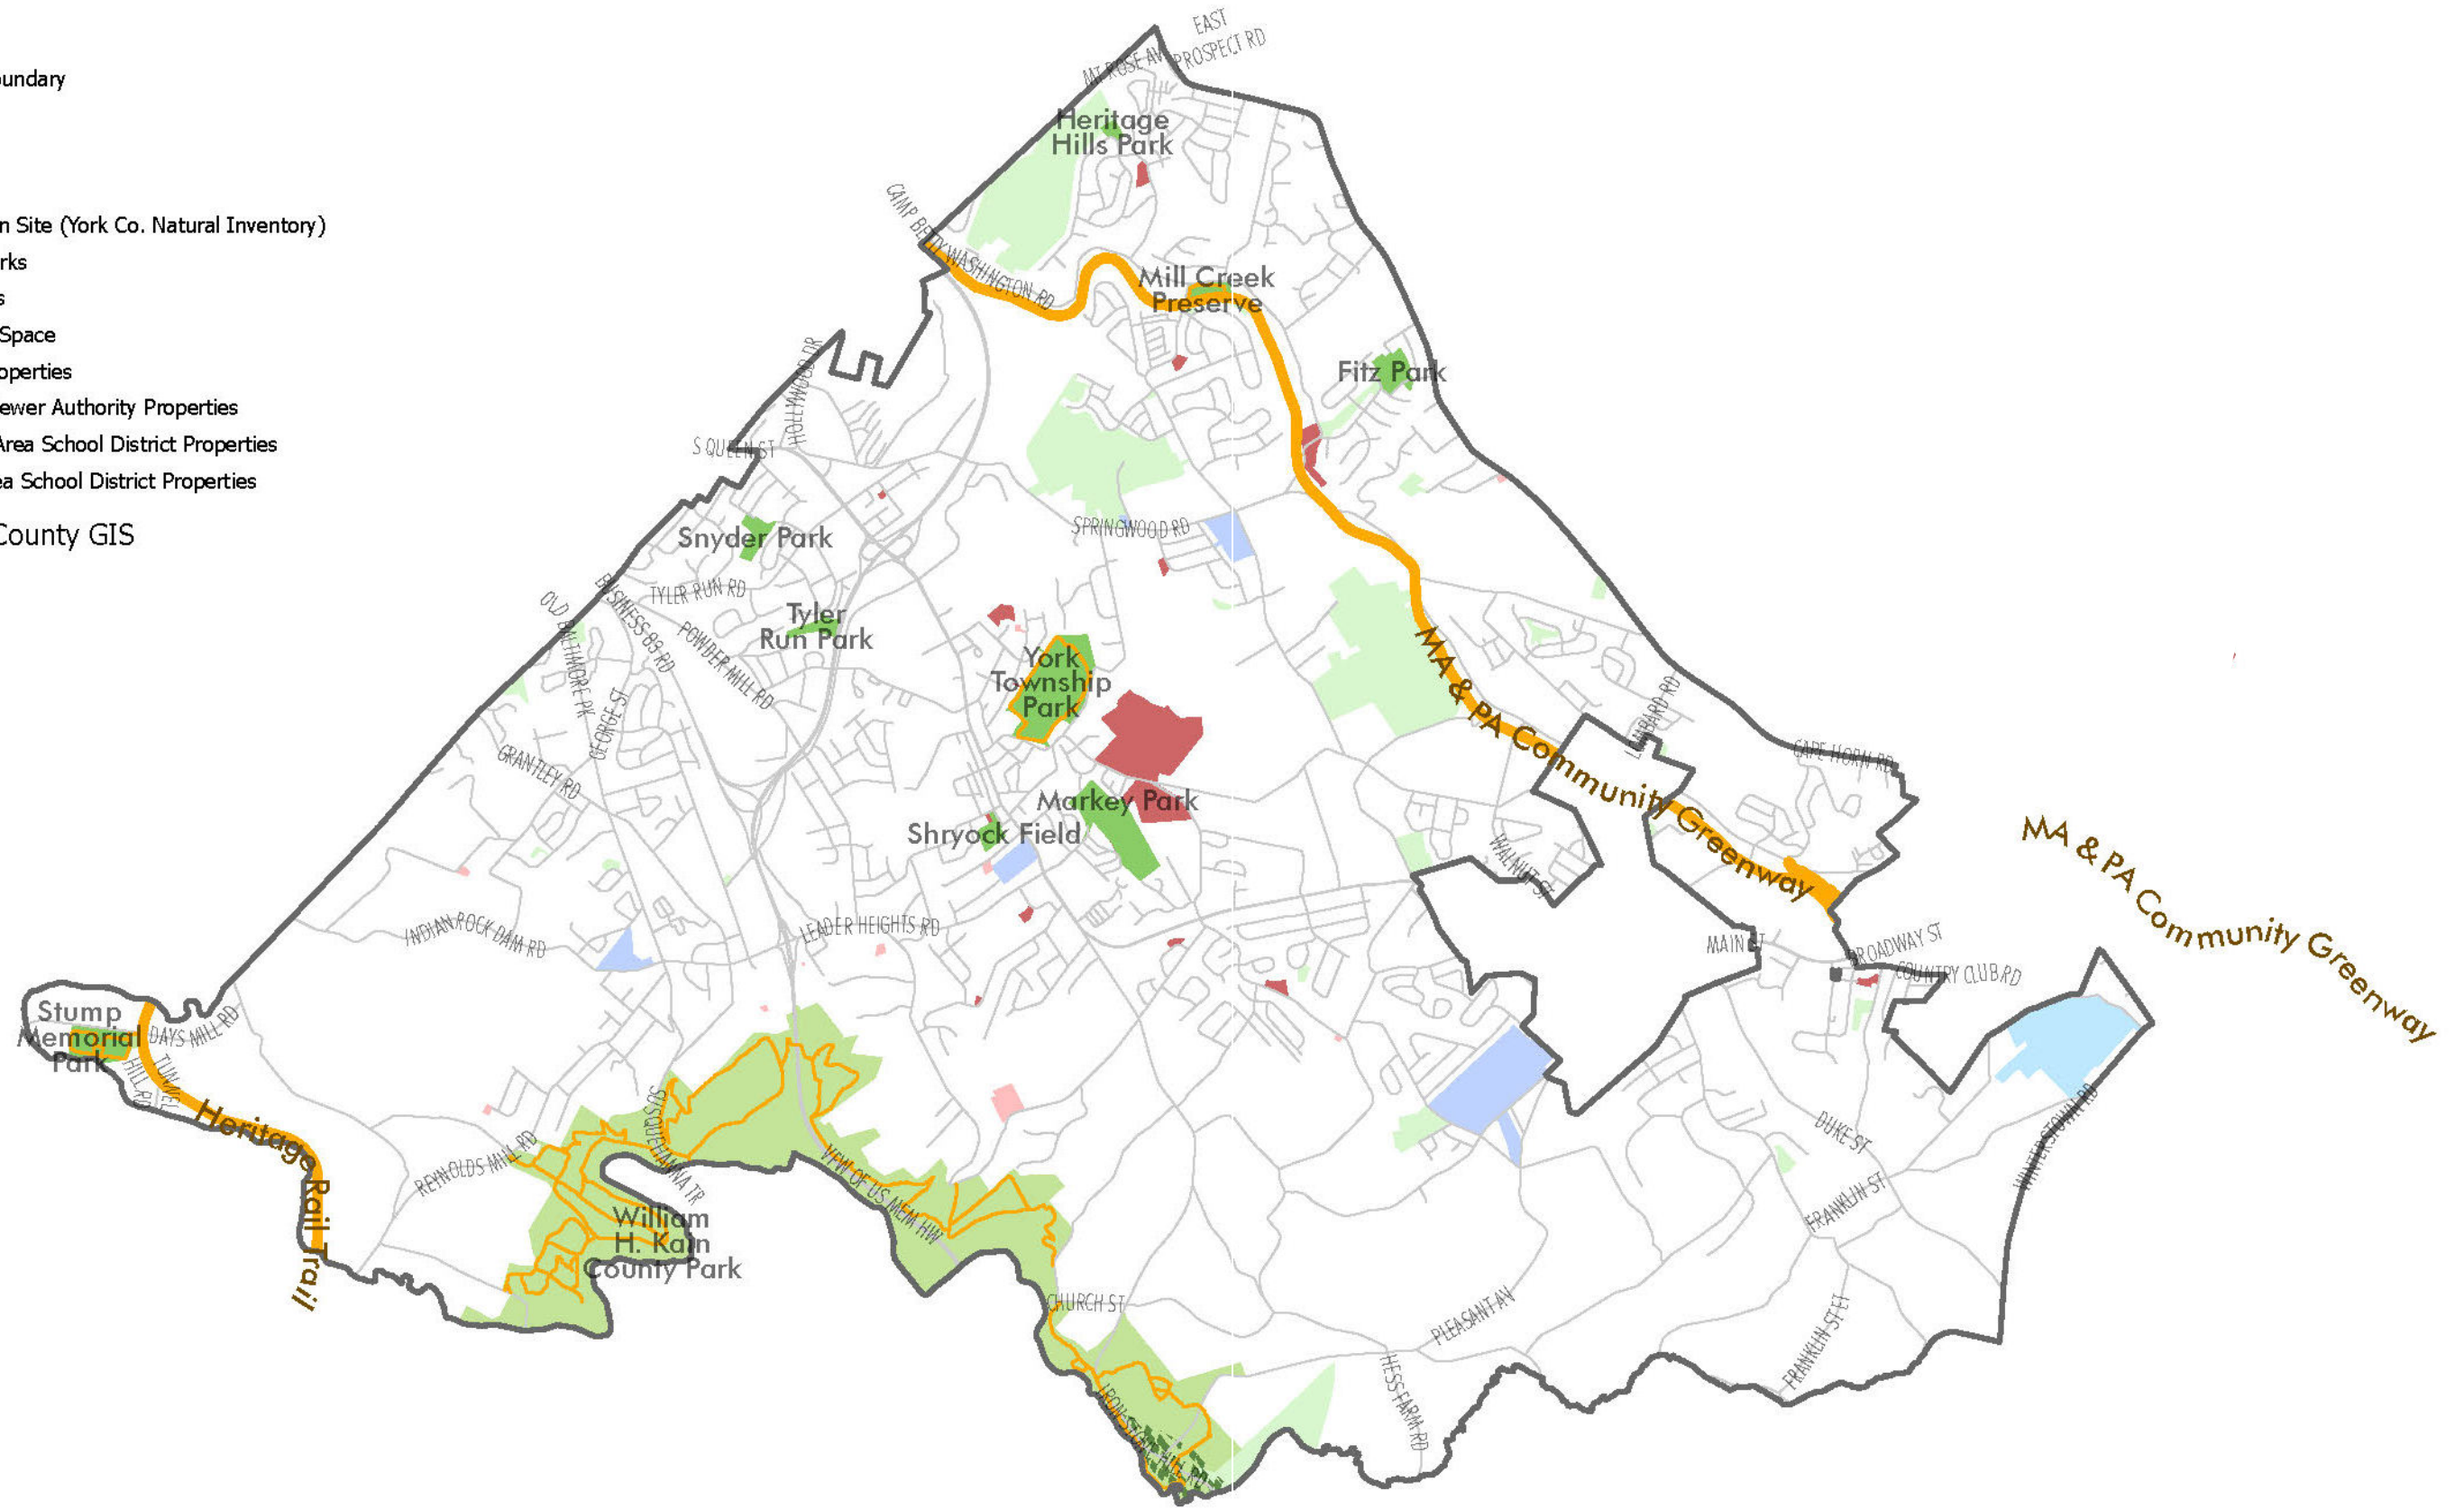 oundary
n Site (York Co. Natural Inventory)
rks
s
Space
operties
ewer Authority Properties
Area School District Properties
ea School District Properties
County GIS
EAST
PROSPECT RD
MT ROSE AV
Heritage
Hills Park
CAMP BETTY WASHINGTON RD
Mill Creek
Preserve
Fitz Park
HOLLYWOOD DR
S QUEEN ST
Snyder Park
SPRINGWOOD RD
TYLER RUN RD
Tyler
Run Park
OLD BALTIMORE PK
BUSINESS 83 RD
POWDER MILL RD
GEORGE ST
York
Township
Park
MA & PA Community Greenway
LOMBARD RD
CAPE HORN RD
GRANTLEY RD
Markey Park
Shryock Field
WALNUT ST
MA & PA Community Greenway
INDIAN ROCK DAM RD
LEADER HEIGHTS RD
MAIN ST
BROADWAY ST
COUNTRY CLUB RD
Stump
Memorial
Park
DAYS MILL RD
HILL RD
TUNNEL
Heritage Rail Trail
REYNOLDS MILL RD
SUSQUEHANNA TR
VFW OF US MEM HW
William
H. Kain
County Park
DUKE ST
WINTERSTOWN RD
FRANKLIN ST
CHURCH ST
PLEASANT AV
FRANKLIN ST ET
HESS FARM RD
IRON STONE HILL RD